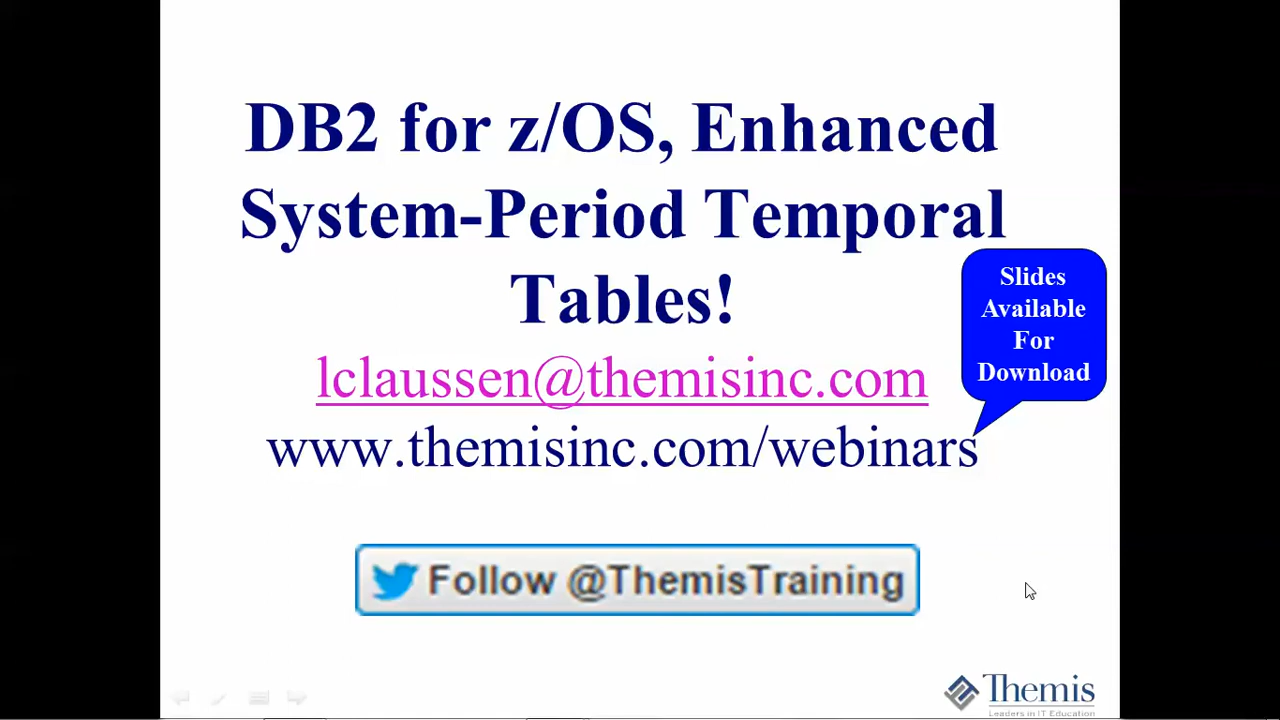 DB2 for z/OS, Enhanced
System-Period Temporal
Tables!
Slides
Available
For
Download
lclaussen@themisinc.com
www.themisinc.com/webinars
Follow @ThemisTraining
Themis
Leaders in IT Education